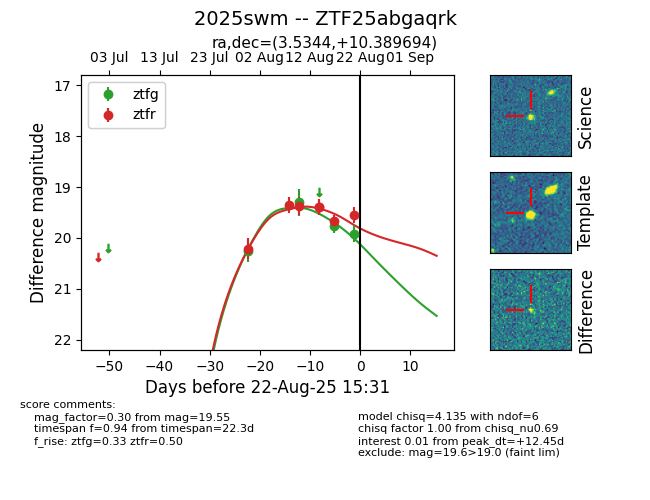 2025swm -- ZTF25abgaqrk
ra,dec=(3.5344,+10.389694)
03 Jul 13 Jul 23 Jul 02 Aug 12 Aug 22 Aug 01 Sep
ztfg
ztfr
17
18
19
20
21
22
Difference magnitude
−50 −40 −30 −20 −10 0 10
Days before 22-Aug-25 15:31
Science
Template
Difference
score comments:
mag_factor=0.30 from mag=19.55
timespan f=0.94 from timespan=22.3d
f_rise: ztfg=0.33 ztfr=0.50
model chisq=4.135 with ndof=6
chisq factor 1.00 from chisq_nu0.69
interest 0.01 from peak_dt=+12.45d
exclude: mag=19.6>19.0 (faint lim)